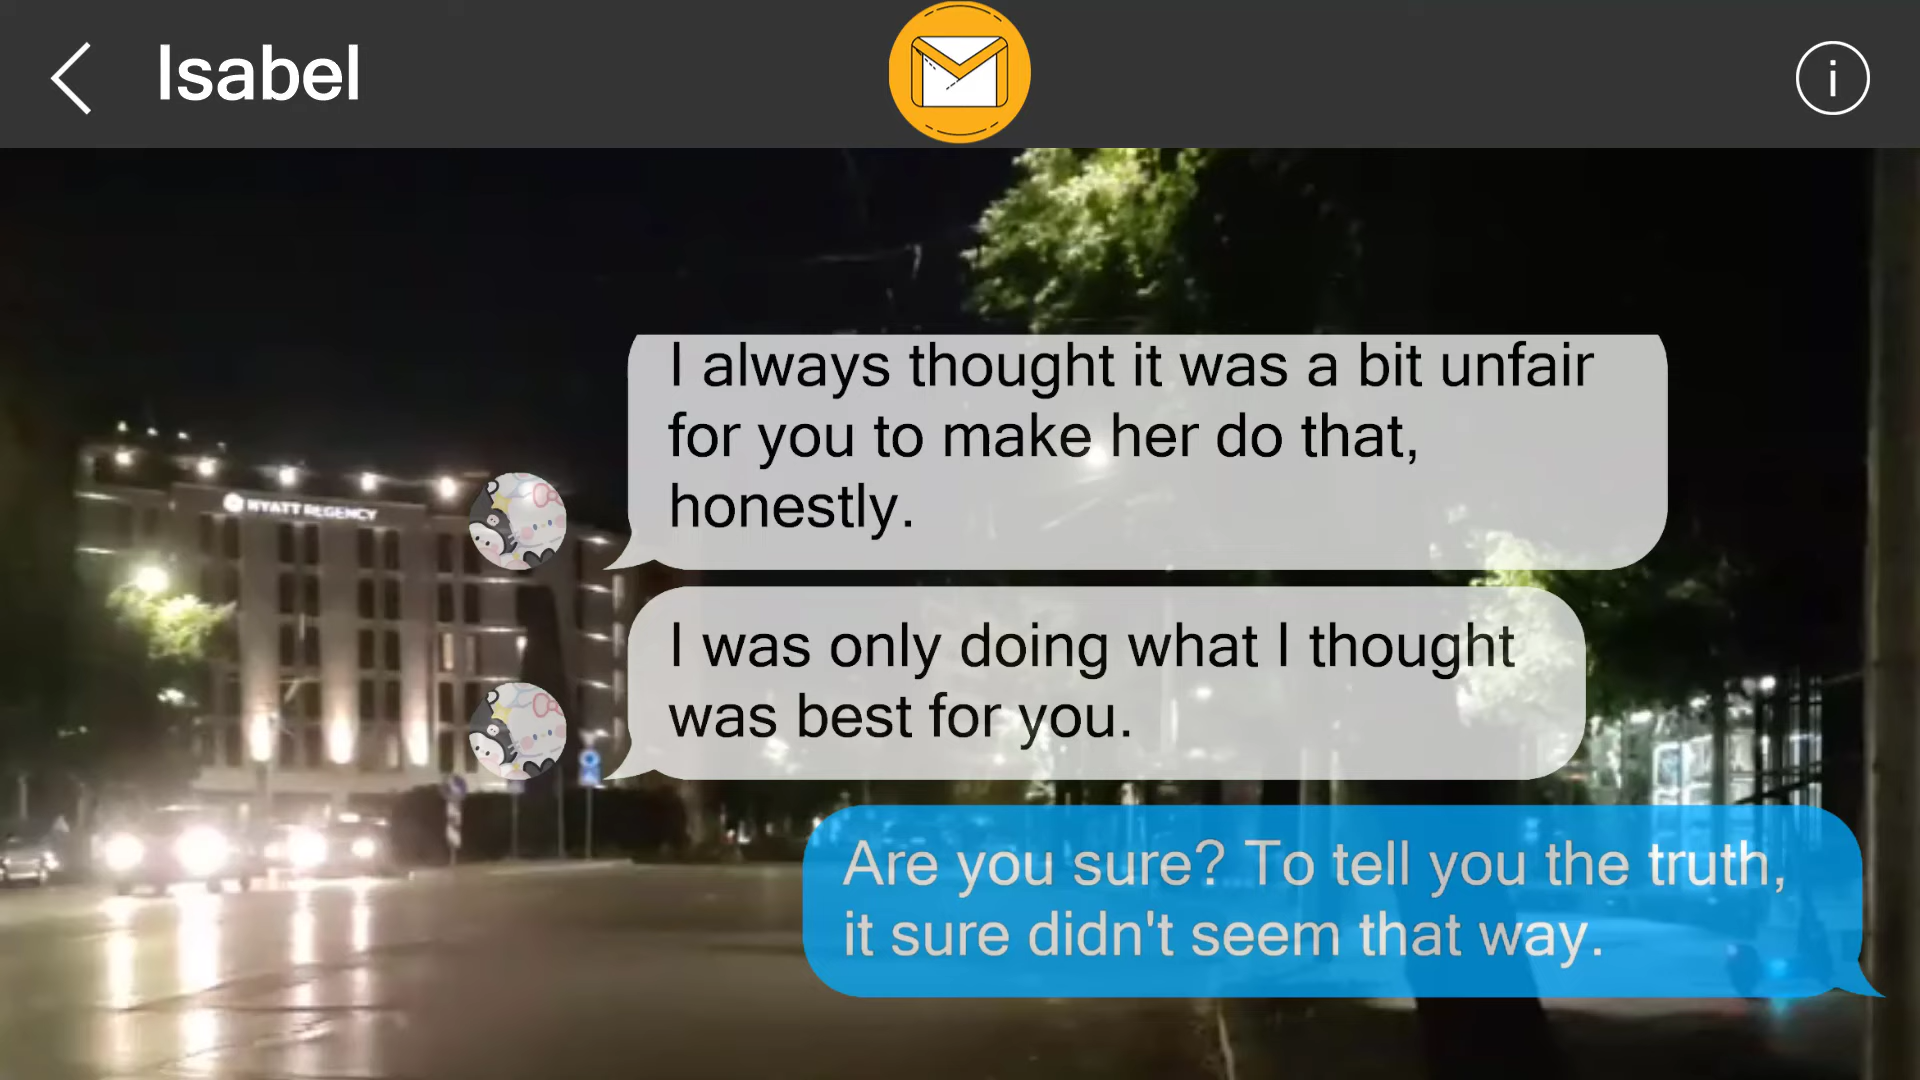 Isabel
i
I always thought it was a bit unfair
for you to make her do that,
honestly.
HYATT REGENCY
I was only doing what I thought
was best for you.
Are you sure? To tell you the truth,
it sure didn't seem that way.